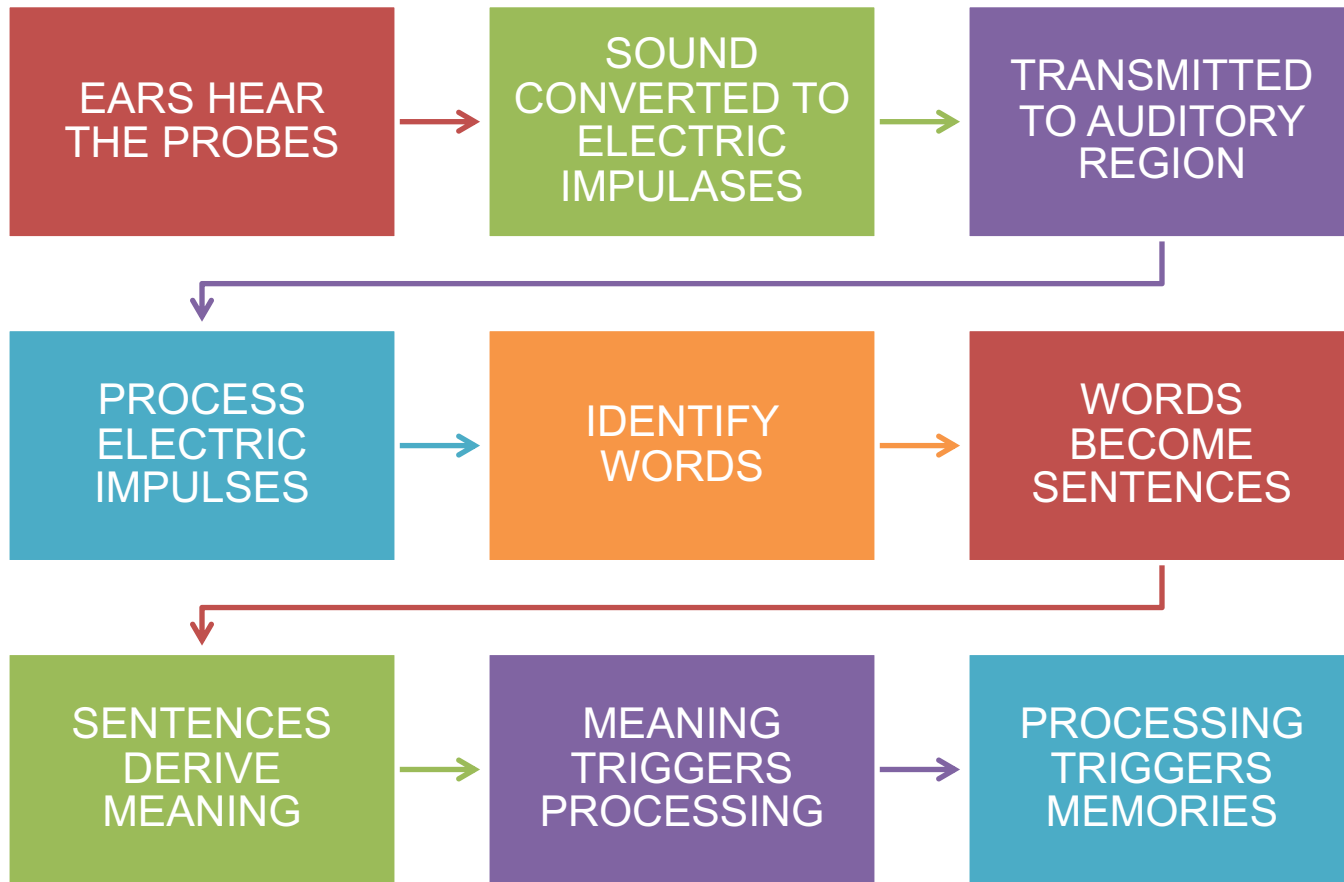 EARS HEAR
THE PROBES
SOUND
CONVERTED TO
ELECTRIC
IMPULASES
TRANSMITTED
TO AUDITORY
REGION
PROCESS
ELECTRIC
IMPULSES
IDENTIFY
WORDS
WORDS
BECOME
SENTENCES
SENTENCES
DERIVE
MEANING
MEANING
TRIGGERS
PROCESSING
PROCESSING
TRIGGERS
MEMORIES